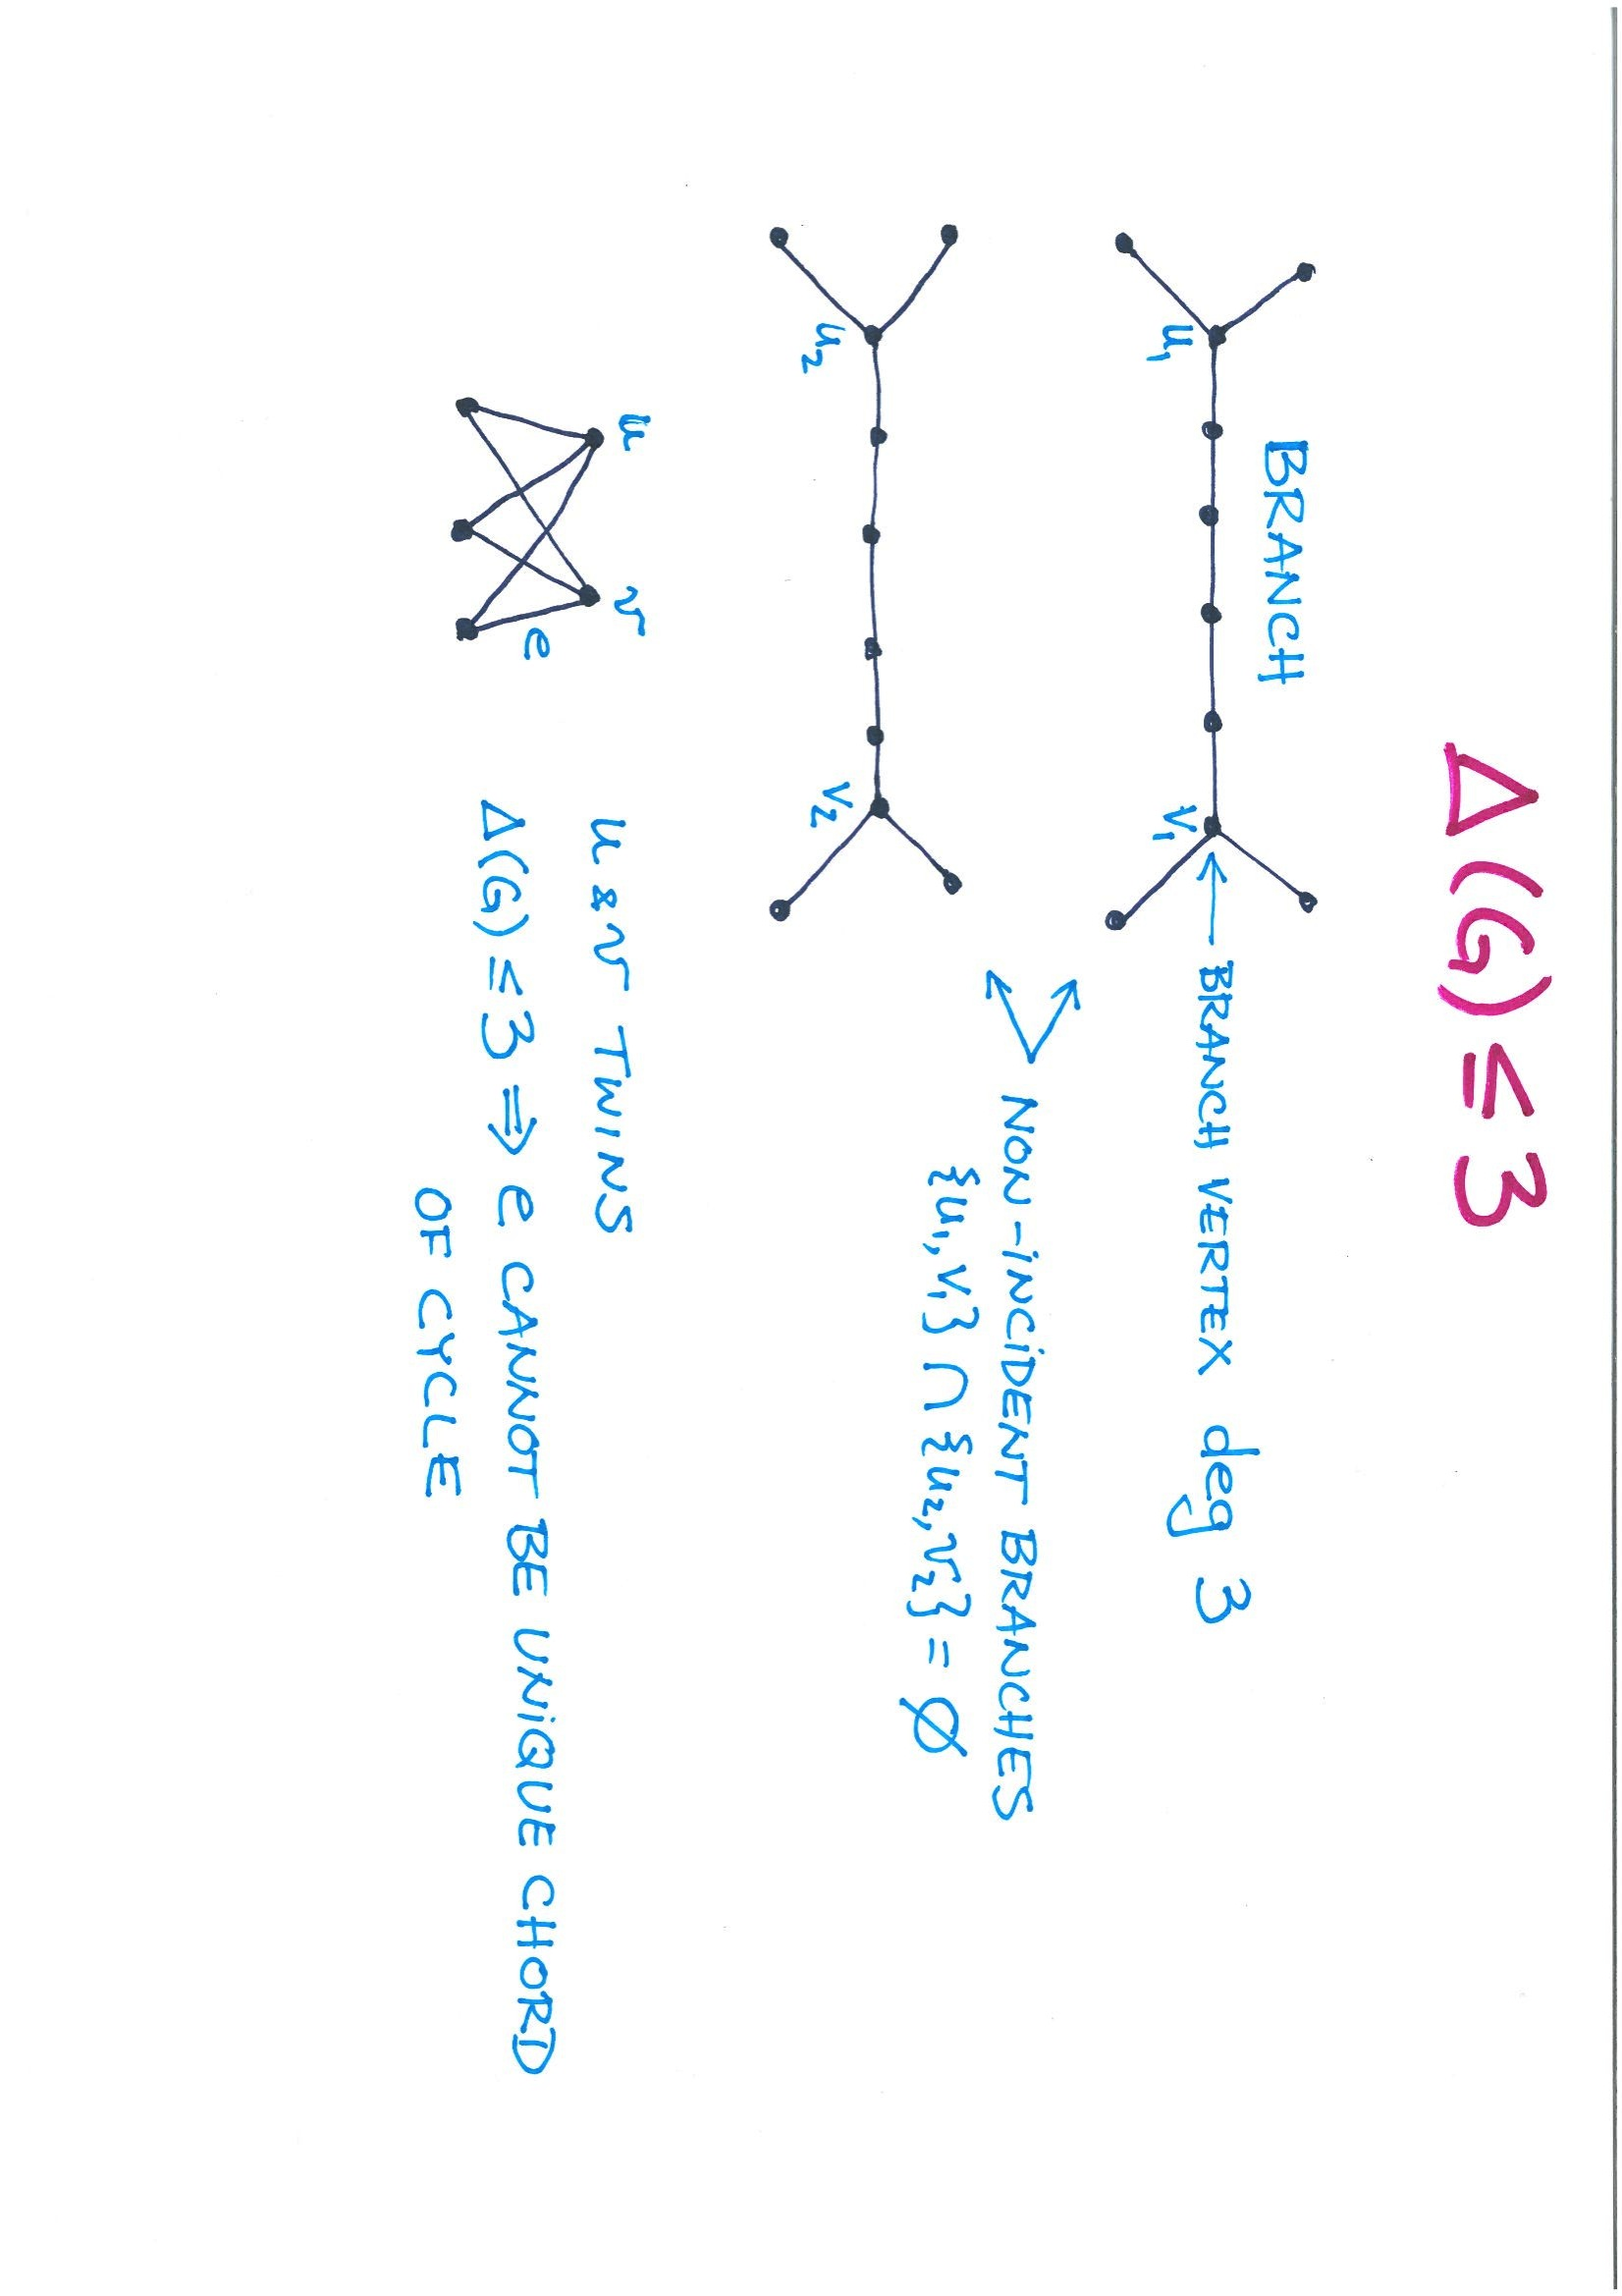 Δ(G) ≤ 3
BRANCH
u₁
v₁
← BRANCH VERTEX deg 3
u₂
v₂
NON-INCIDENT BRANCHES
{u₁, v₁} ∩ {u₂, v₂} = ∅
u
v
e
u & v TWINS
Δ(G) ≤ 3 ⇒ e CANNOT BE UNIQUE CHORD
OF CYCLE